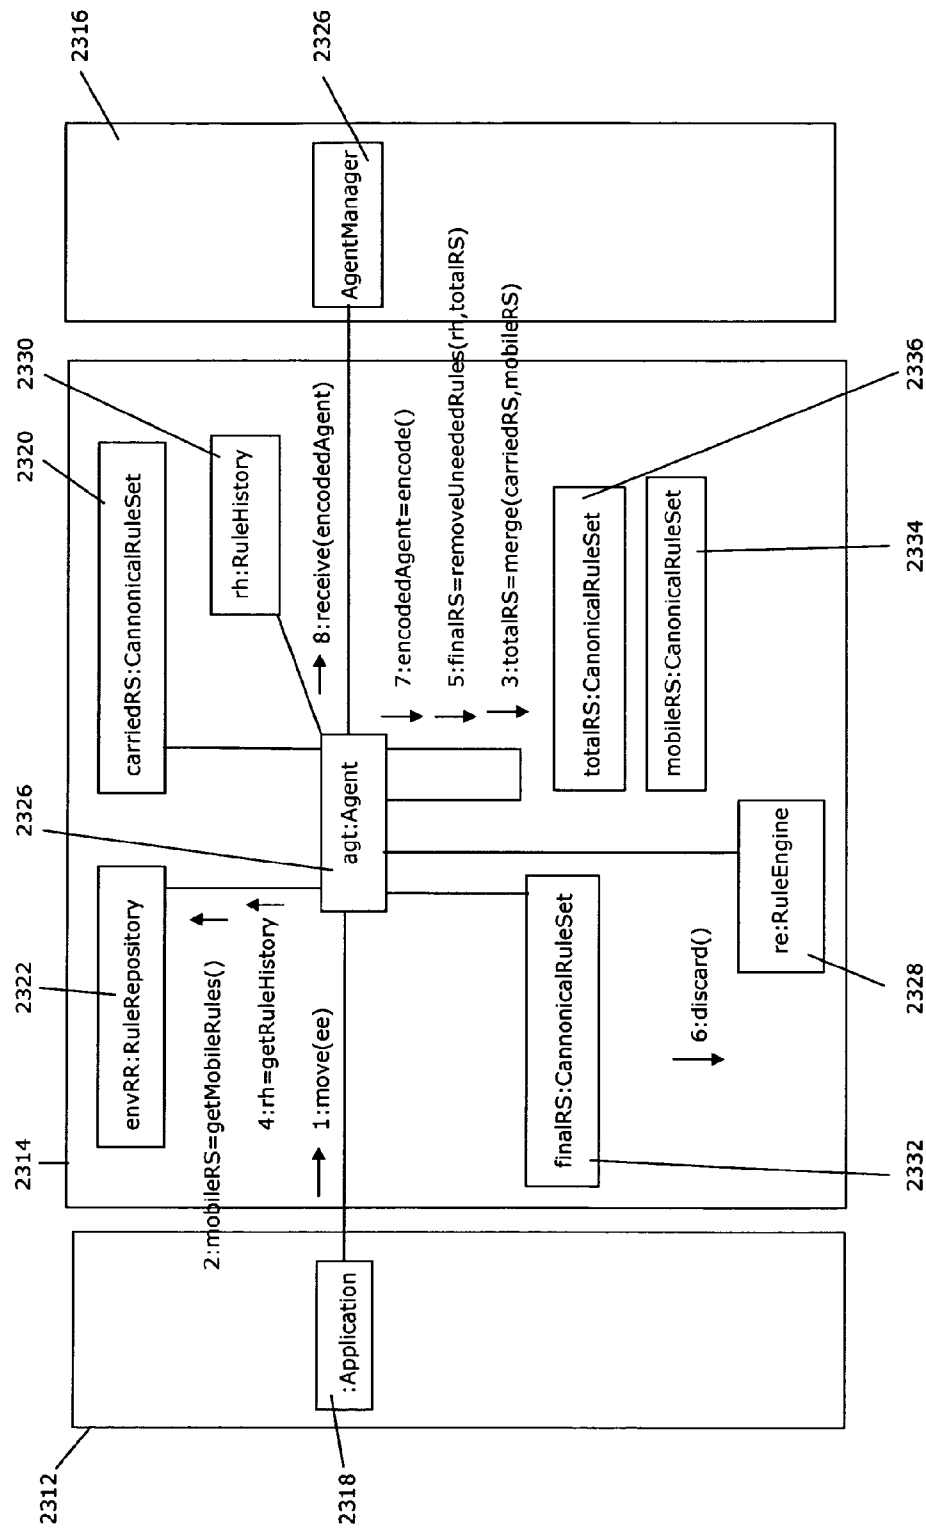 2312
2314
2322
2326
2320
2330
2316
2326
envRR:RuleRepository
carriedRS:CannonicalRuleSet
rh:RuleHistory
2:mobileRS=getMobileRules()
4:rh=getRuleHistory
1:move(ee)
8:receive(encodedAgent)
:Application
agt:Agent
AgentManager
7:encodedAgent=encode()
5:finalRS=removeUneededRules(rh,totalRS)
3:totalRS=merge(carriedRS,mobileRS)
finalRS:CannonicalRuleSet
totalRS:CanonicalRuleSet
mobileRS:CanonicalRuleSet
6:discard()
re:RuleEngine
2318
2332
2328
2334
2336